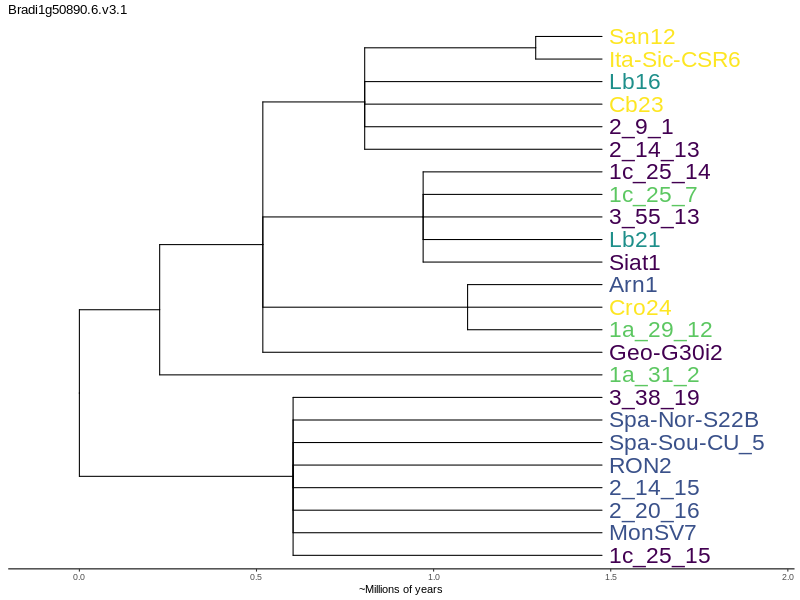 Bradi1g50890.6.v3.1
San12
Ita-Sic-CSR6
Lb16
Cb23
2_9_1
2_14_13
1c_25_14
1c_25_7
3_55_13
Lb21
Siat1
Arn1
Cro24
1a_29_12
Geo-G30i2
1a_31_2
3_38_19
Spa-Nor-S22B
Spa-Sou-CU_5
RON2
2_14_15
2_20_16
MonSV7
1c_25_15
0.0 0.5 1.0 1.5 2.0
~Millions of years